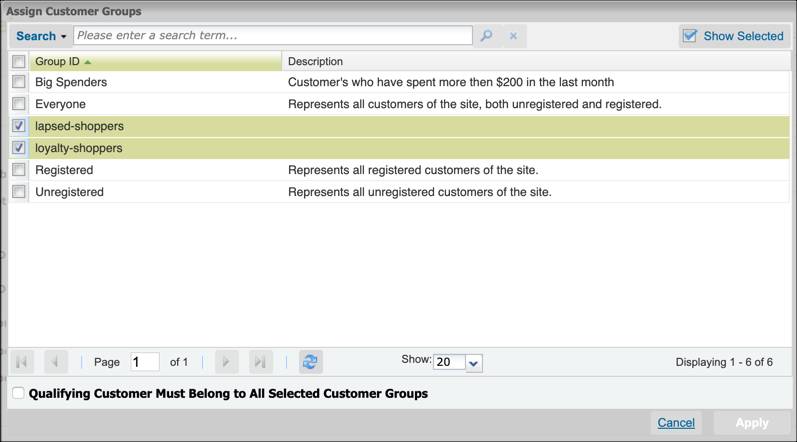 Assign Customer Groups
Search Please enter a search term... Show Selected
Group ID Description
Big Spenders Customer's who have spent more then $200 in the last month
Everyone Represents all customers of the site, both unregistered and registered.
lapsed-shoppers
loyalty-shoppers
Registered Represents all registered customers of the site.
Unregistered Represents all unregistered customers of the site.
Page 1 of 1 Show: 20 Displaying 1 - 6 of 6
Qualifying Customer Must Belong to All Selected Customer Groups
Cancel Apply